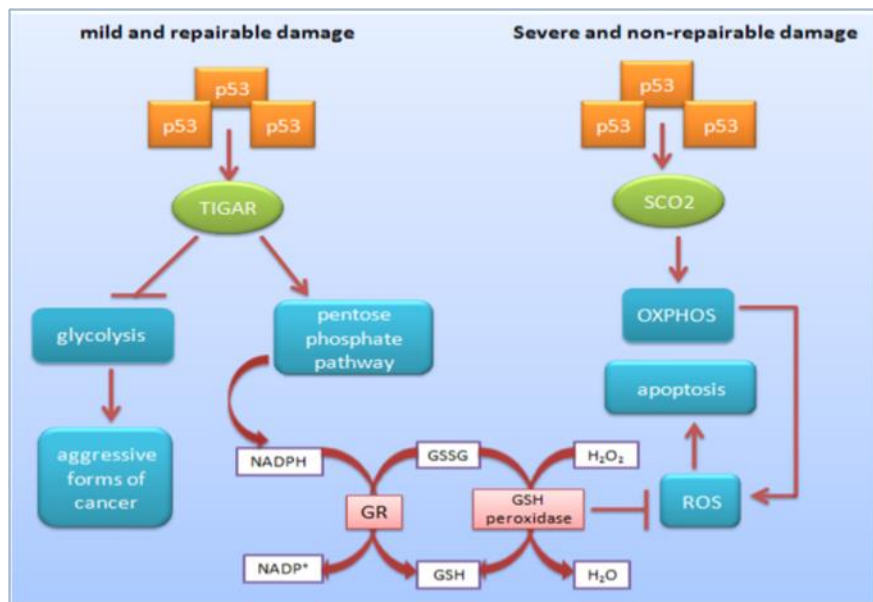 mild and repairable damage
Severe and non-repairable damage
p53
p53
p53
p53
p53
p53
TIGAR
SCO2
glycolysis
pentose
phosphate
pathway
OXPHOS
apoptosis
aggressive
forms of
cancer
NADPH
GSSG
H₂O₂
GR
GSH
peroxidase
ROS
NADP⁺
GSH
H₂O